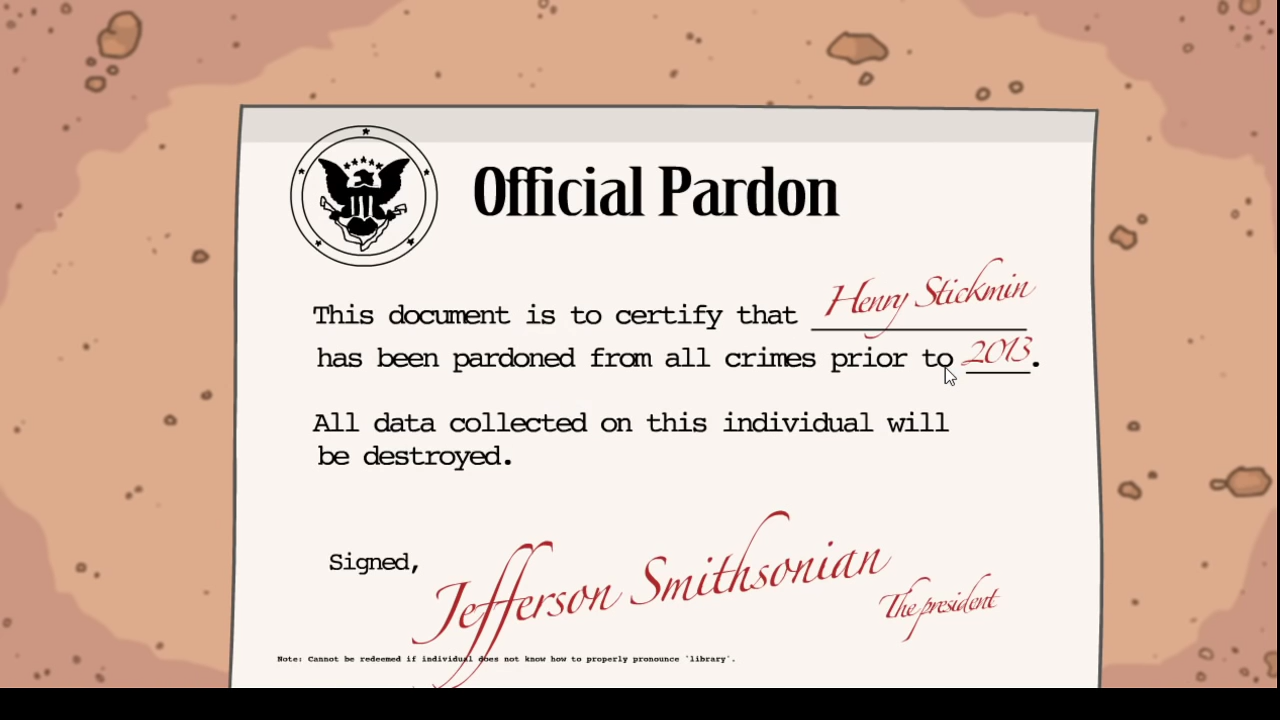 Official Pardon
This document is to certify that Henry Stickmin
has been pardoned from all crimes prior to 2013.
All data collected on this individual will
be destroyed.
Signed, Jefferson Smithsonian
The president
Note: Cannot be redeemed if individual does not know how to properly pronounce 'library'.